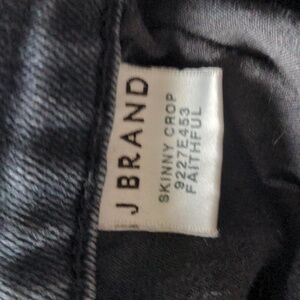 J BRAND
SKINNY CROP
9227E453
FAITHFUL